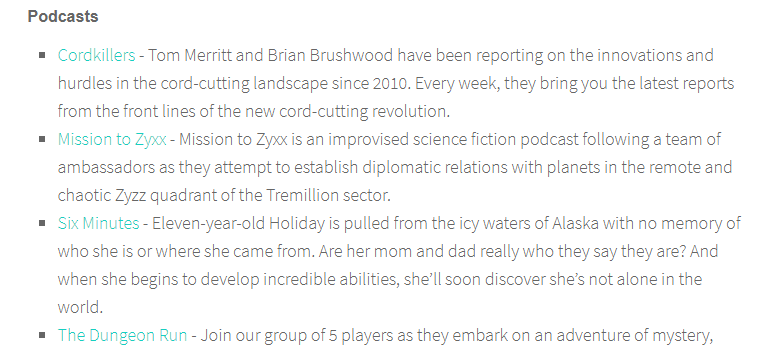 Podcasts
Cordkillers - Tom Merritt and Brian Brushwood have been reporting on the innovations and
hurdles in the cord-cutting landscape since 2010. Every week, they bring you the latest reports
from the front lines of the new cord-cutting revolution.
Mission to Zyxx - Mission to Zyxx is an improvised science fiction podcast following a team of
ambassadors as they attempt to establish diplomatic relations with planets in the remote and
chaotic Zyzz quadrant of the Tremillion sector.
Six Minutes - Eleven-year-old Holiday is pulled from the icy waters of Alaska with no memory of
who she is or where she came from. Are her mom and dad really who they say they are? And
when she begins to develop incredible abilities, she’ll soon discover she’s not alone in the
world.
The Dungeon Run - Join our group of 5 players as they embark on an adventure of mystery,